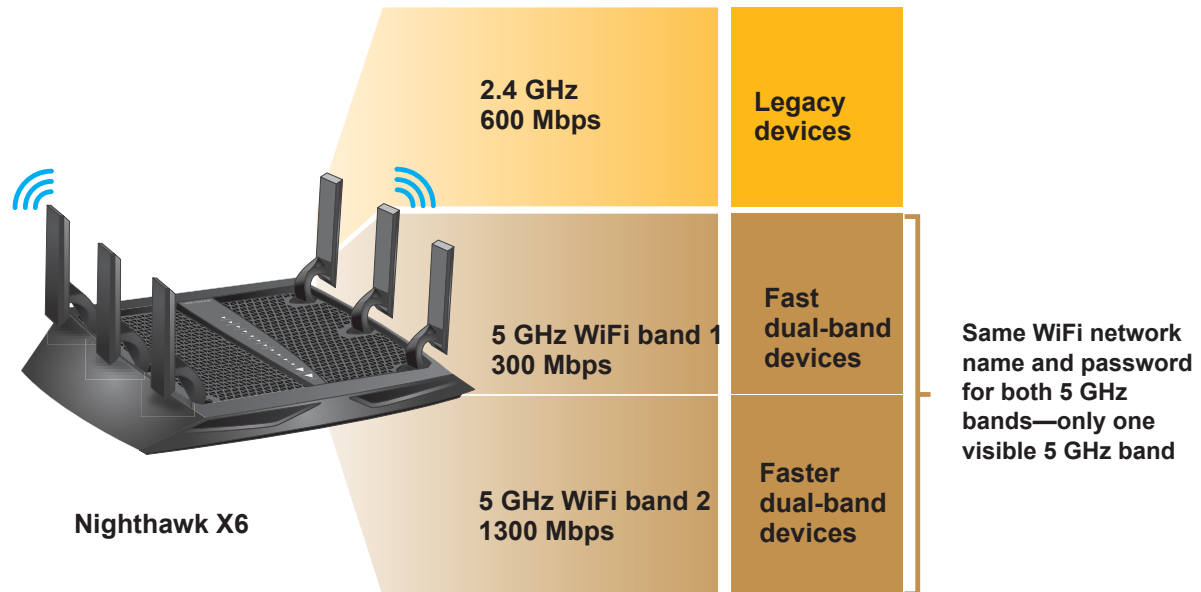 2.4 GHz
600 Mbps
Legacy
devices
5 GHz WiFi band 1
300 Mbps
Fast
dual-band
devices
5 GHz WiFi band 2
1300 Mbps
Faster
dual-band
devices
Same WiFi network
name and password
for both 5 GHz
bands—only one
visible 5 GHz band
Nighthawk X6